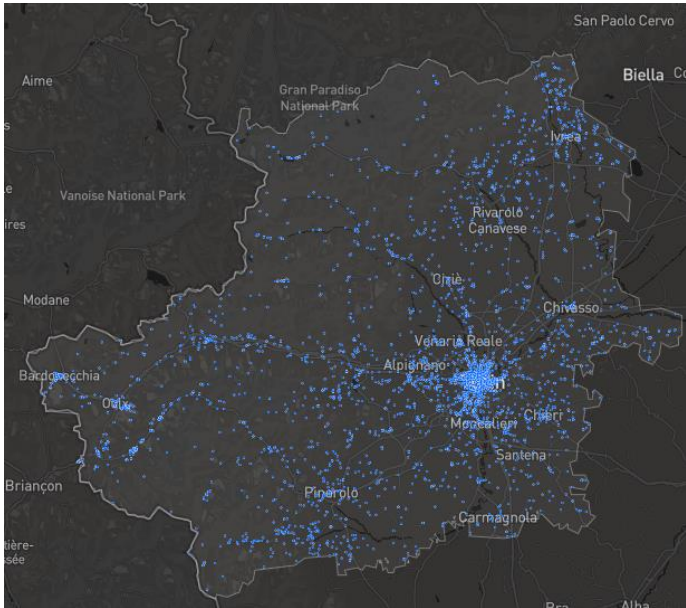 San Paolo Cervo
Aime
Biella
Gran Paradiso
National Park
Ivrea
Vanoise National Park
Rivarolo
Canavese
Ciriè
Modane
Chivasso
Venaria Reale
Alpignano
Bardonecchia
Oulx
Chieri
Moncalieri
Santena
Briançon
Pinerolo
Carmagnola
Bra
Alba